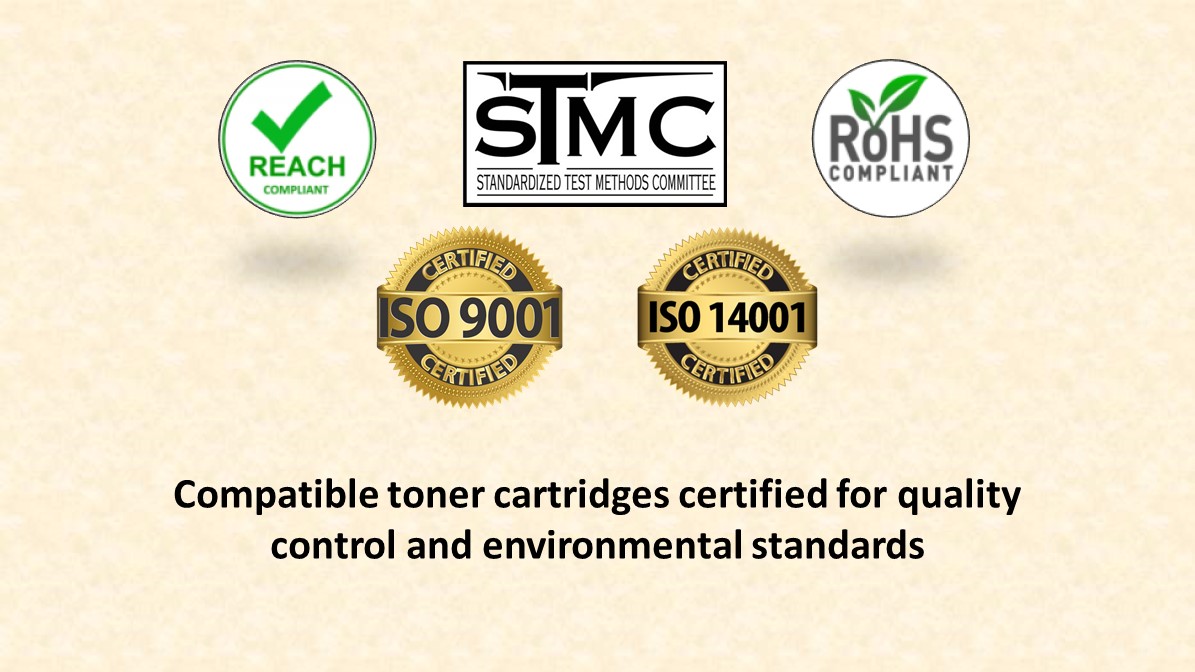 REACH
COMPLIANT
STMC
STANDARDIZED TEST METHODS COMMITTEE
RoHS
COMPLIANT
CERTIFIED
ISO 9001
CERTIFIED
CERTIFIED
ISO 14001
CERTIFIED
Compatible toner cartridges certified for quality
control and environmental standards